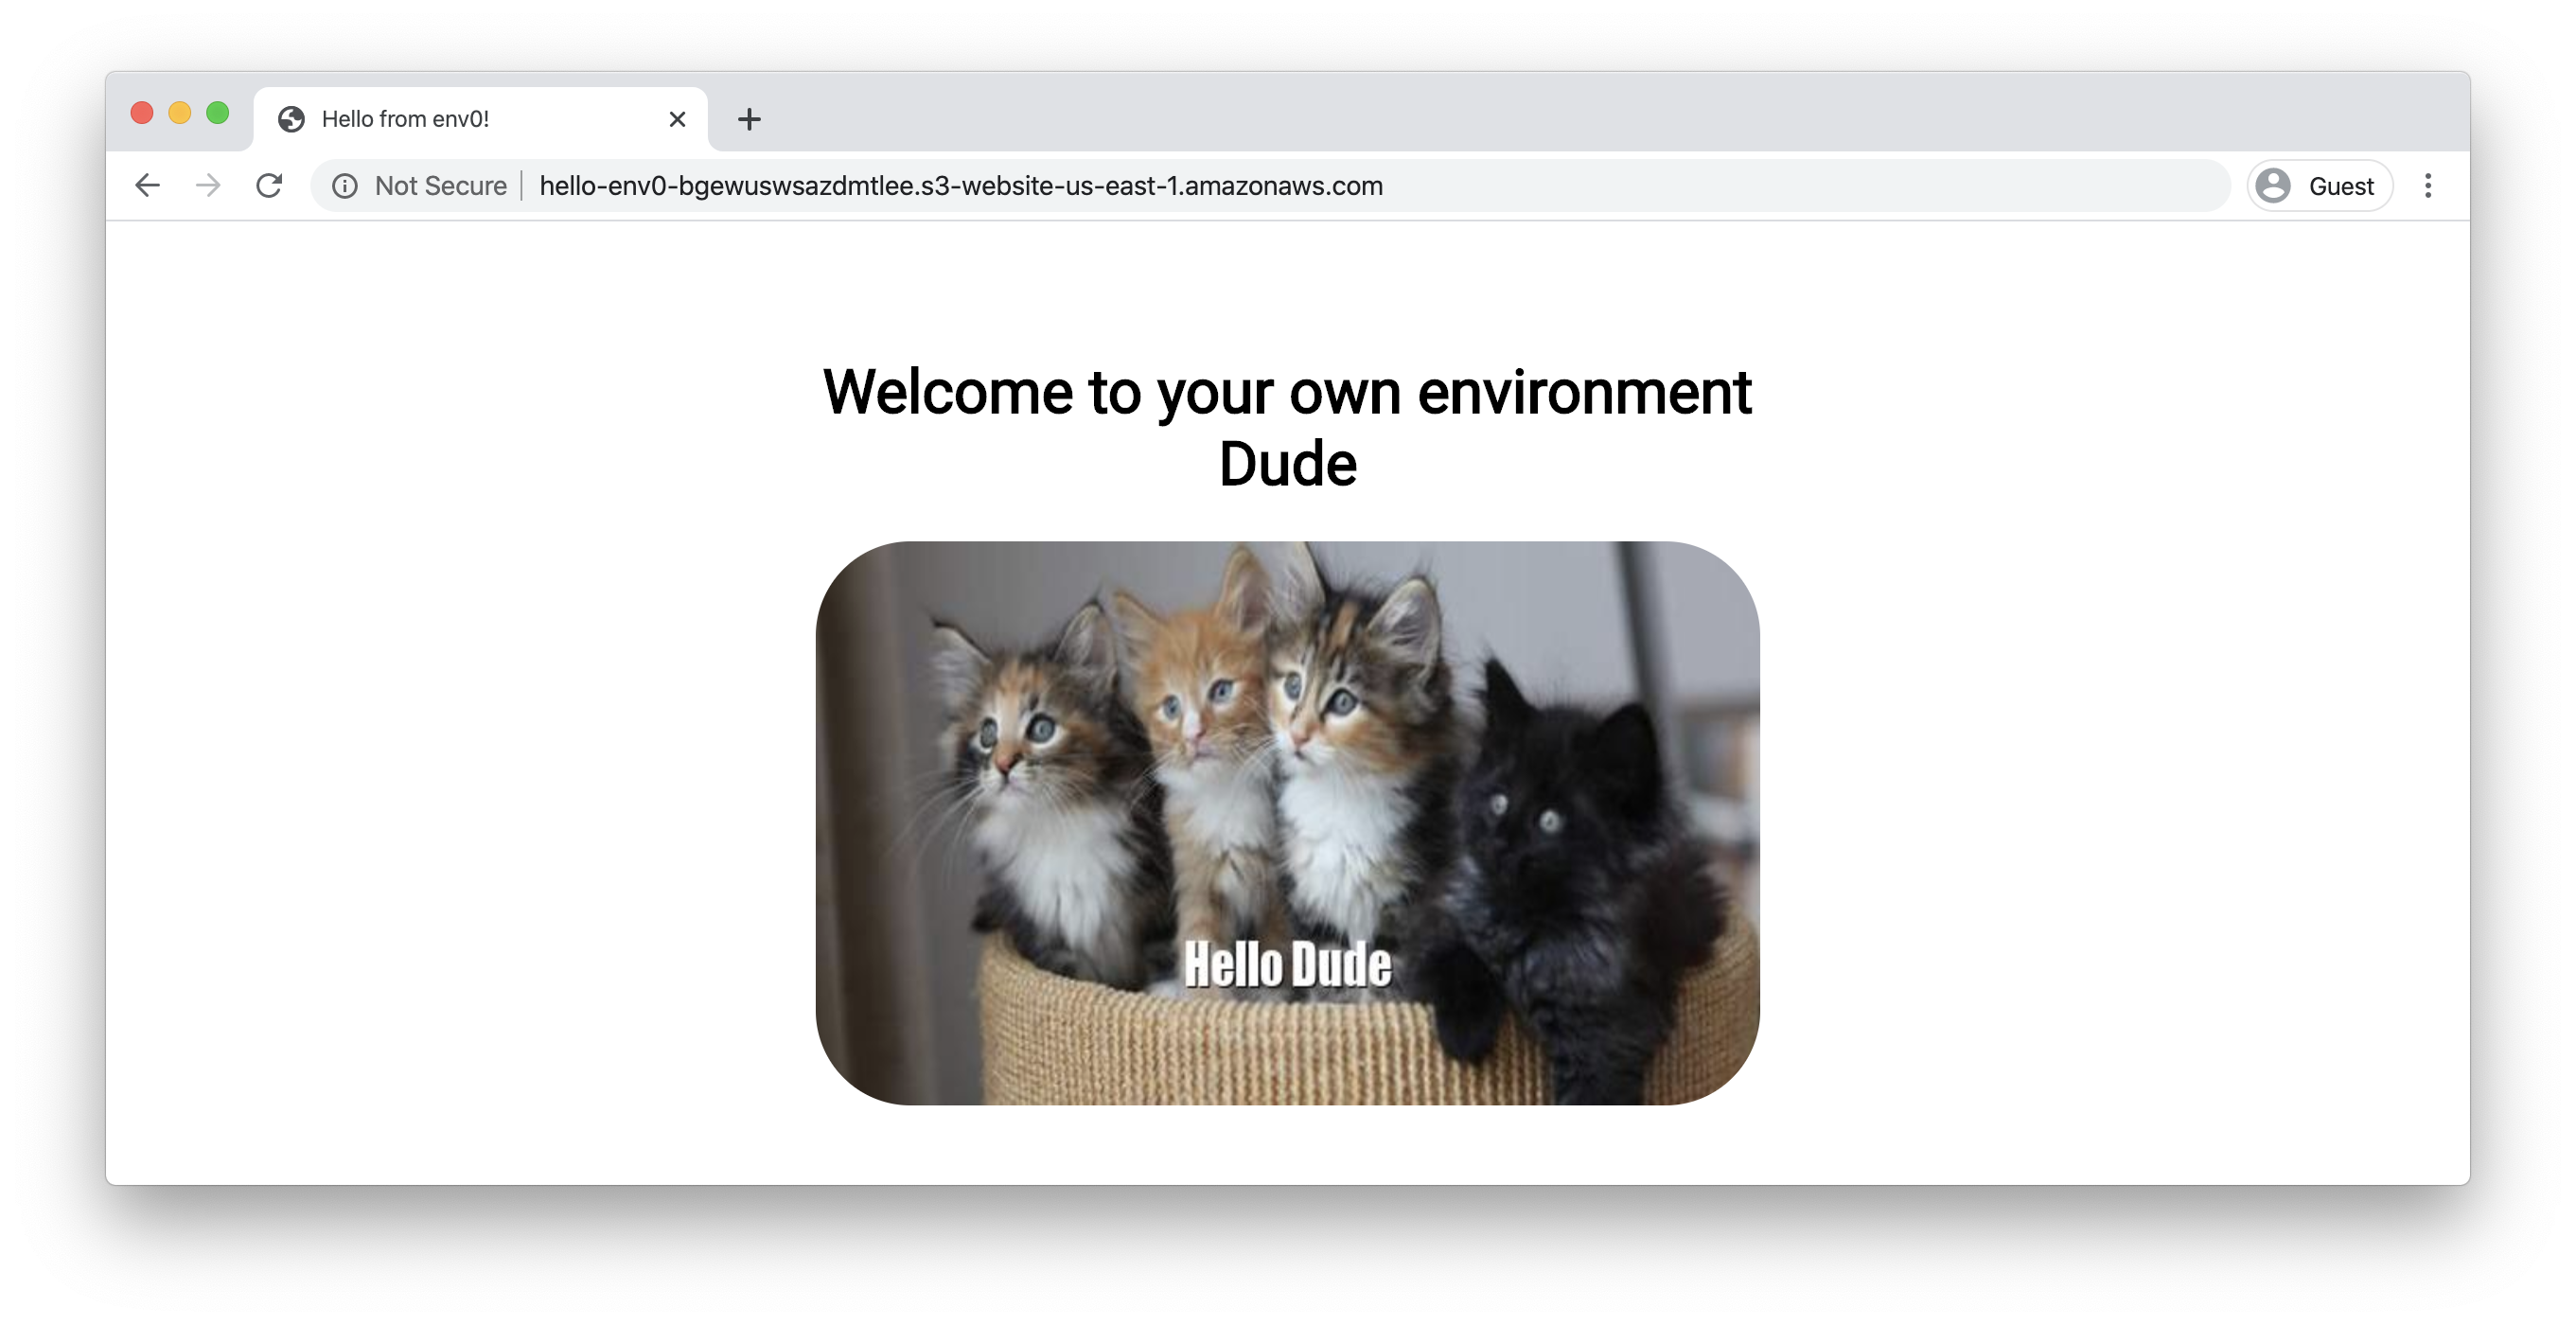 Hello from env0!
Not Secure | hello-env0-bgewuswsazdmtlee.s3-website-us-east-1.amazonaws.com
Guest
Welcome to your own environment
Dude
Hello Dude